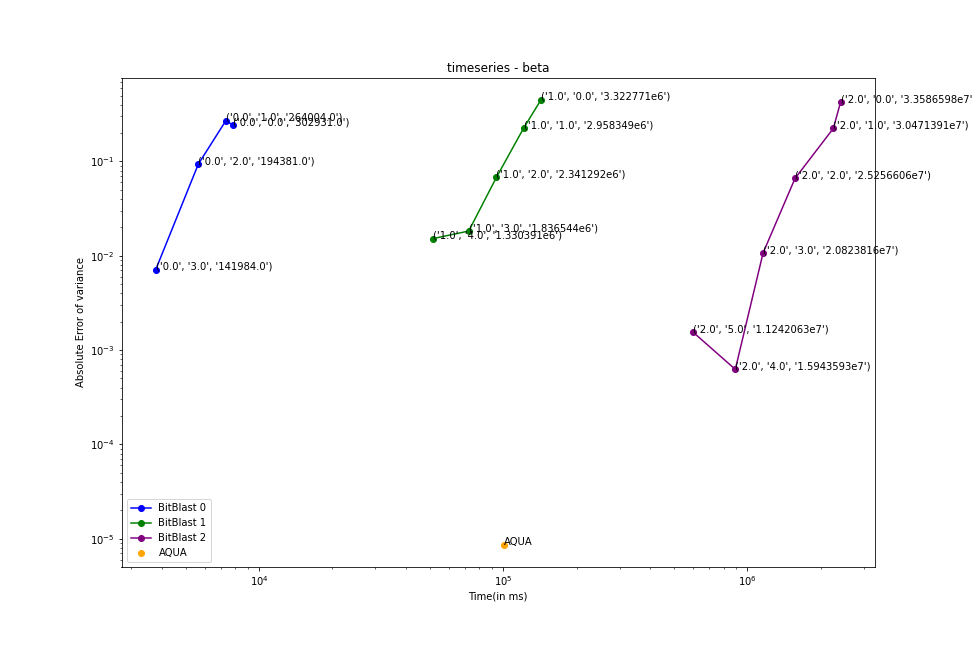 timeseries - beta
('1.0', '0.0', '3.322771e6')
('2.0', '0.0', '3.3586598e7'
('0.0', '1.0', '264004.0')
('0.0', '0.0', '302931.0')
('1.0', '1.0', '2.958349e6')
('2.0', '1.0', '3.0471391e7')
10⁻¹
('0.0', '2.0', '194381.0')
('1.0', '2.0', '2.341292e6')
('2.0', '2.0', '2.5256606e7')
('1.0', '3.0', '1.836544e6')
('1.0', '4.0', '1.330391e6')
('2.0', '3.0', '2.0823816e7')
10⁻²
('0.0', '3.0', '141984.0')
Absolute Error of variance
('2.0', '5.0', '1.1242063e7')
10⁻³
('2.0', '4.0', '1.5943593e7')
10⁻⁴
BitBlast 0
BitBlast 1
BitBlast 2
AQUA
10⁻⁵
AQUA
10⁴ 10⁵ 10⁶
Time(in ms)